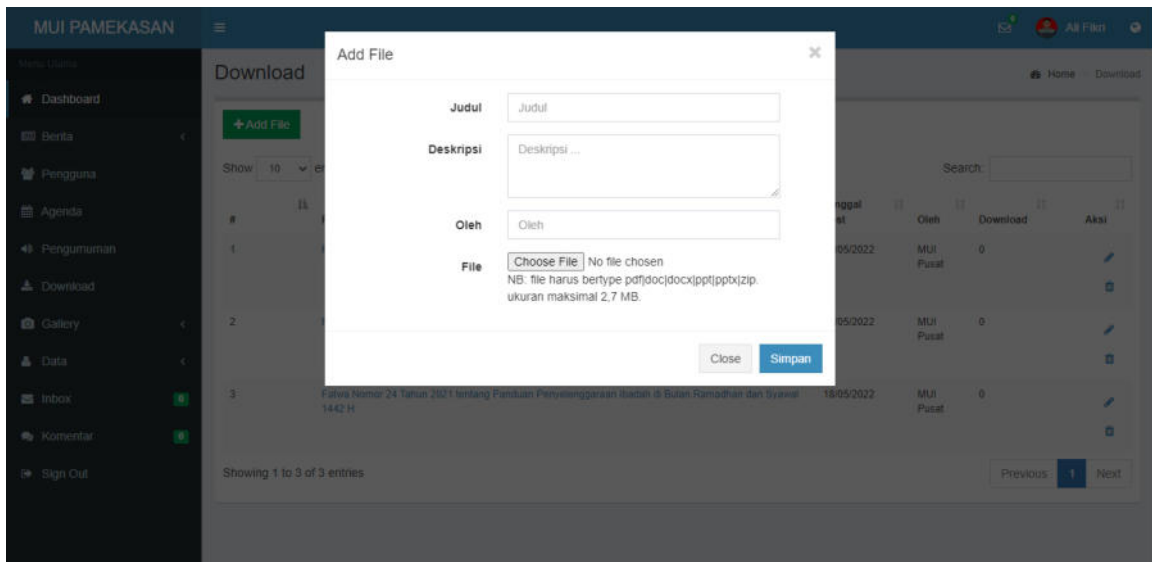 MUI PAMEKASAN
Ali Fikri
Menu Utama
Dashboard
Berita
Pengguna
Agenda
Pengumuman
Download
Gallery
Data
Inbox 0
Komentar 0
Sign Out
Download
Home Download
+ Add File
Show 10
Search:
Add File ×
Judul Judul
Deskripsi Deskripsi ...
Oleh Oleh
File Choose File No file chosen
NB: file harus bertype pdf|doc|docx|ppt|pptx|zip.
ukuran maksimal 2,7 MB.
Close Simpan
# Oleh Download Aksi
1 05/2022 MUI Pusat 0
2 05/2022 MUI Pusat 0
3 Fatwa Nomor 24 Tahun 2021 tentang Panduan Penyelenggaraan Ibadah di Bulan Ramadhan dan Syawal 18/05/2022 MUI Pusat 0
1442 H
Showing 1 to 3 of 3 entries
Previous 1 Next